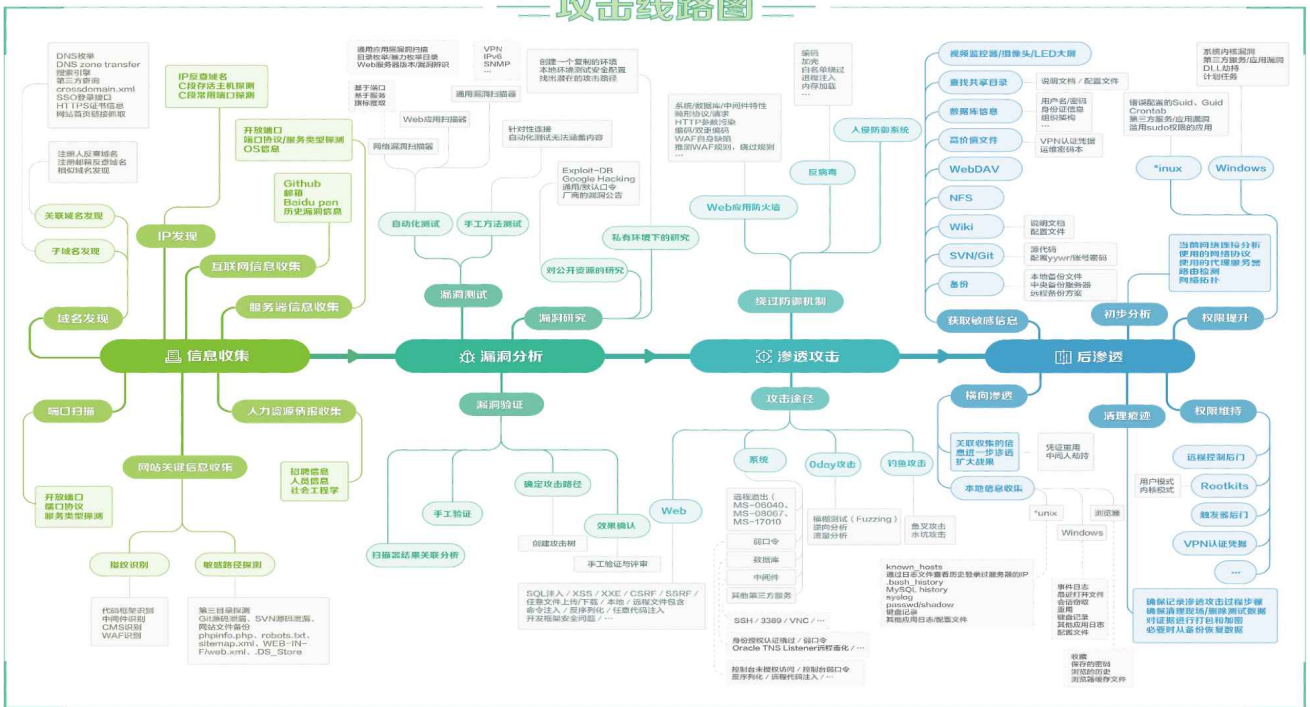 攻击线路图
DNS枚举
DNS zone transfer
搜索引擎
第三方查询
crossdomain.xml
SSO登录接口
HTTPS证书信息
网站首页链接抓取
注册人反查域名
注册邮箱反查域名
相似域名发现
关联域名发现
子域名发现
域名发现
IP反查域名
C段存活主机探测
C段常用端口探测
IP发现
开放端口
端口协议/服务类型探测
OS信息
Github
邮箱
Baidu pan
历史漏洞信息
互联网信息收集
服务器信息收集
信息收集
端口扫描
开放端口
端口协议
服务类型探测
人力资源情报收集
招聘信息
人员信息
社会工程学
网站关键信息收集
指纹识别
代码框架识别
中间件识别
CMS识别
WAF识别
敏感路径探测
第三目录探测
Git源码泄露、SVN源码泄漏、
网站文件备份
phpinfo.php、robots.txt、
sitemap.xml、WEB-IN-
F/web.xml、.DS_Store
通用应用层漏洞扫描
目录枚举/暴力枚举目录
Web服务器版本/漏洞辨识
VPN
IPv6
SNMP
…
基于端口
基于服务
旗标攫取
通用漏洞扫描器
Web应用扫描器
网络漏洞扫描器
针对性连接
自动化测试无法涵盖内容
创建一个复制的环境
本地环境测试安全配置
找出潜在的攻击路径
Exploit-DB
Google Hacking
通用/默认口令
厂商的漏洞公告
自动化测试
手工方法测试
私有环境下的研究
对公开资源的研究
漏洞测试
漏洞研究
漏洞分析
漏洞验证
手工验证
确定攻击路径
创建攻击树
扫描器结果关联分析
效果确认
手工验证与评审
系统/数据库/中间件特性
畸形协议/请求
HTTP参数污染
编码/双重编码
WAF自身缺陷
推测WAF规则，绕过规则
…
编码
加壳
白名单绕过
进程注入
内存加载
…
入侵防御系统
反病毒
Web应用防火墙
绕过防御机制
渗透攻击
攻击途径
Web
SQL注入 / XSS / XXE / CSRF / SSRF /
任意文件上传/下载 / 本地 / 远程文件包含
命令注入 / 反序列化 / 任意代码注入
开发框架安全问题 / …
系统
远程溢出（
MS-06040、
MS-08067、
MS-17010
弱口令
数据库
中间件
其他第三方服务
SSH / 3389 / VNC / …
身份授权认证绕过 / 弱口令
Oracle TNS Listener远程毒化 / …
控制台未授权访问 / 控制台弱口令
反序列化 / 远程代码注入 / …
0day攻击
模糊测试（Fuzzing）
逆向分析
流量分析
钓鱼攻击
鱼叉攻击
水坑攻击
视频监控器/摄像头/LED大屏
查找共享目录
说明文档 / 配置文件
数据库信息
用户名/密码
身份证信息
组织架构
…
高价值文件
VPN认证凭据
运维密码本
WebDAV
NFS
Wiki
说明文档
配置文件
SVN/Git
源代码
配置yywr/账号密码
备份
本地备份文件
中央备份服务器
远程备份方案
获取敏感信息
系统内核漏洞
第三方服务/应用漏洞
DLL劫持
计划任务
错误配置的Suid、Guid
Crontab
第三方服务/应用漏洞
滥用sudo权限的应用
*inux
Windows
当前网络连接分析
使用的网络协议
使用的代理服务器
路由检测
网络拓扑
初步分析
权限提升
后渗透
横向渗透
关联收集的信
息进一步渗透
扩大战果
凭证重用
中间人劫持
本地信息收集
*unix
known_hosts
通过日志文件查看历史登录过服务器的IP
.bash_history
MySQL history
syslog
passwd/shadow
键盘记录
其他应用日志/配置文件
Windows
事件日志
最近打开文件
会话窃取
重用
键盘记录
其他应用日志
配置文件
浏览器
收藏
保存的密码
浏览的历史
浏览器缓存文件
清理痕迹
确保记录渗透攻击过程步骤
确保清理现场/删除测试数据
对证据进行打包和加密
必要时从备份恢复数据
权限维持
远程控制后门
用户模式
内核模式
Rootkits
触发器后门
VPN认证凭据
…